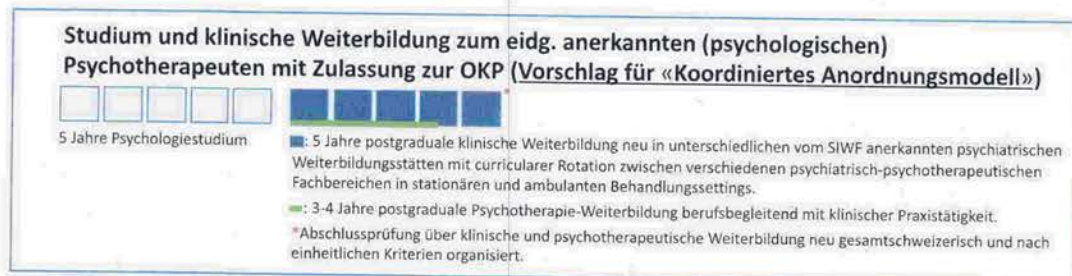 Studium und klinische Weiterbildung zum eidg. anerkannten (psychologischen)
Psychotherapeuten mit Zulassung zur OKP (Vorschlag für «Koordiniertes Anordnungsmodell»)
*
5 Jahre Psychologiestudium
: 5 Jahre postgraduale klinische Weiterbildung neu in unterschiedlichen vom SIWF anerkannten psychiatrischen
Weiterbildungsstätten mit curricularer Rotation zwischen verschiedenen psychiatrisch-psychotherapeutischen
Fachbereichen in stationären und ambulanten Behandlungssettings.
: 3-4 Jahre postgraduale Psychotherapie-Weiterbildung berufsbegleitend mit klinischer Praxistätigkeit.
*Abschlussprüfung über klinische und psychotherapeutische Weiterbildung neu gesamtschweizerisch und nach
einheitlichen Kriterien organisiert.